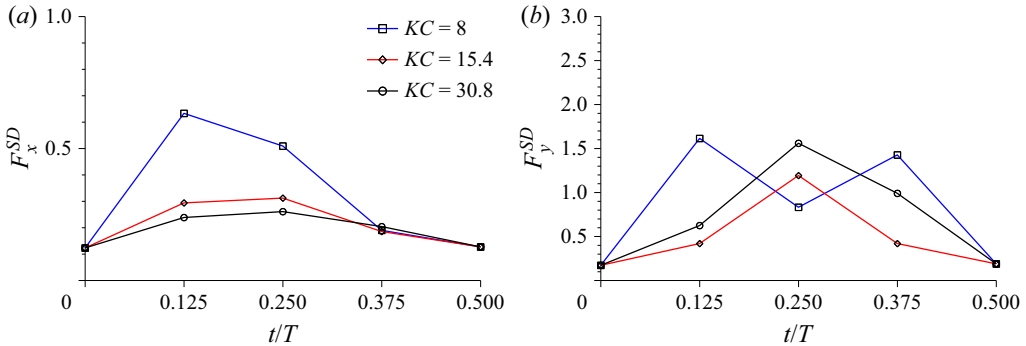 (a)
1.0
0.5
0
0.125
0.250
0.375
0.500
t/T
F_x^{SD}
KC = 8
KC = 15.4
KC = 30.8
(b)
3.0
2.5
2.0
1.5
1.0
0.5
0
0.125
0.250
0.375
0.500
t/T
F_y^{SD}